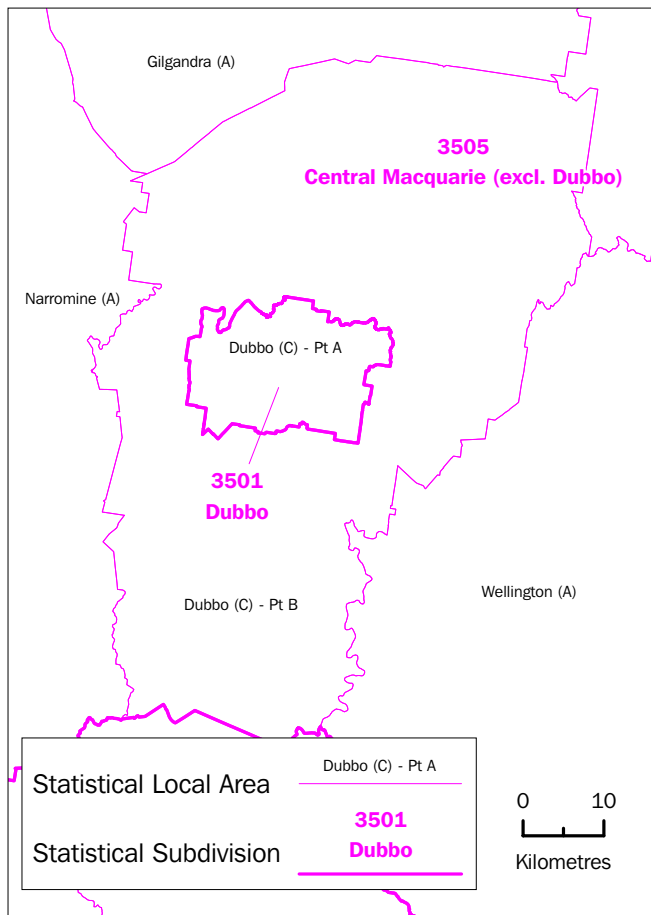 Gilgandra (A)
3505
Central Macquarie (excl. Dubbo)
Narromine (A)
Dubbo (C) - Pt A
3501
Dubbo
Dubbo (C) - Pt B
Wellington (A)
Statistical Local Area
Dubbo (C) - Pt A
Statistical Subdivision
3501
Dubbo
0 10
Kilometres